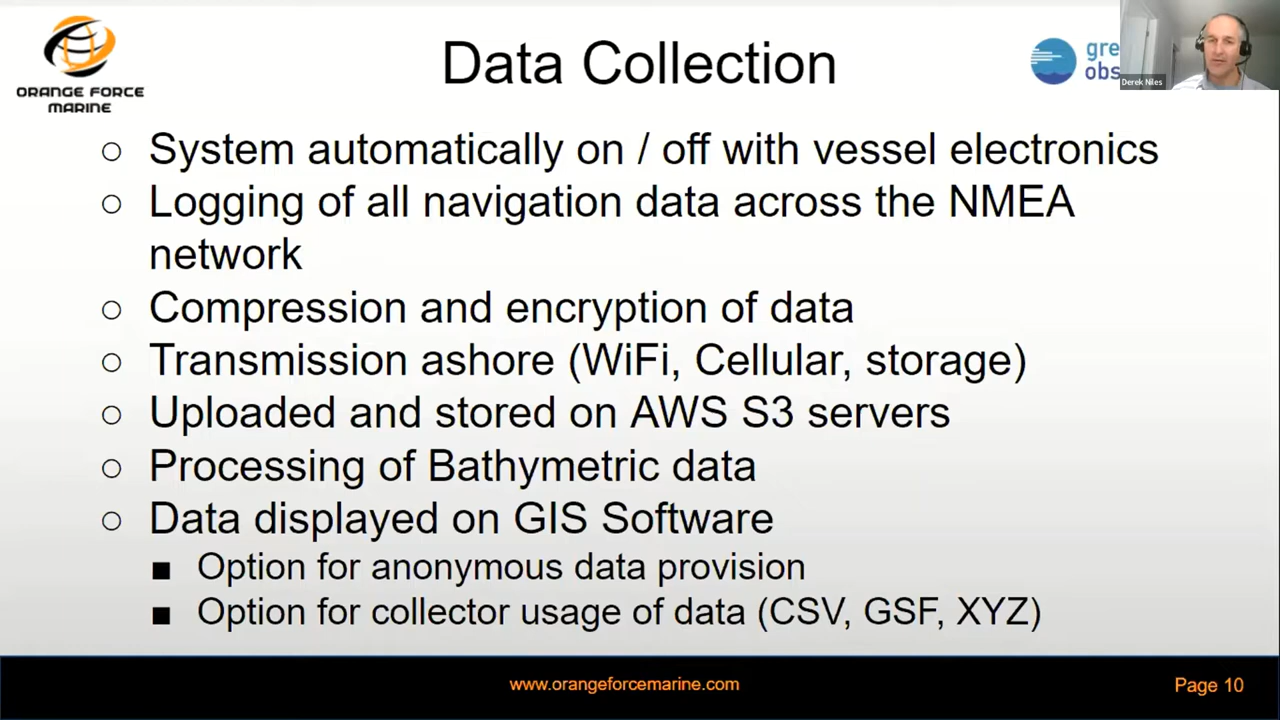 ORANGE FORCE
MARINE
Data Collection
gre
obs
Derek Niles
○ System automatically on / off with vessel electronics
○ Logging of all navigation data across the NMEA
network
○ Compression and encryption of data
○ Transmission ashore (WiFi, Cellular, storage)
○ Uploaded and stored on AWS S3 servers
○ Processing of Bathymetric data
○ Data displayed on GIS Software
■ Option for anonymous data provision
■ Option for collector usage of data (CSV, GSF, XYZ)
www.orangeforcemarine.com
Page 10